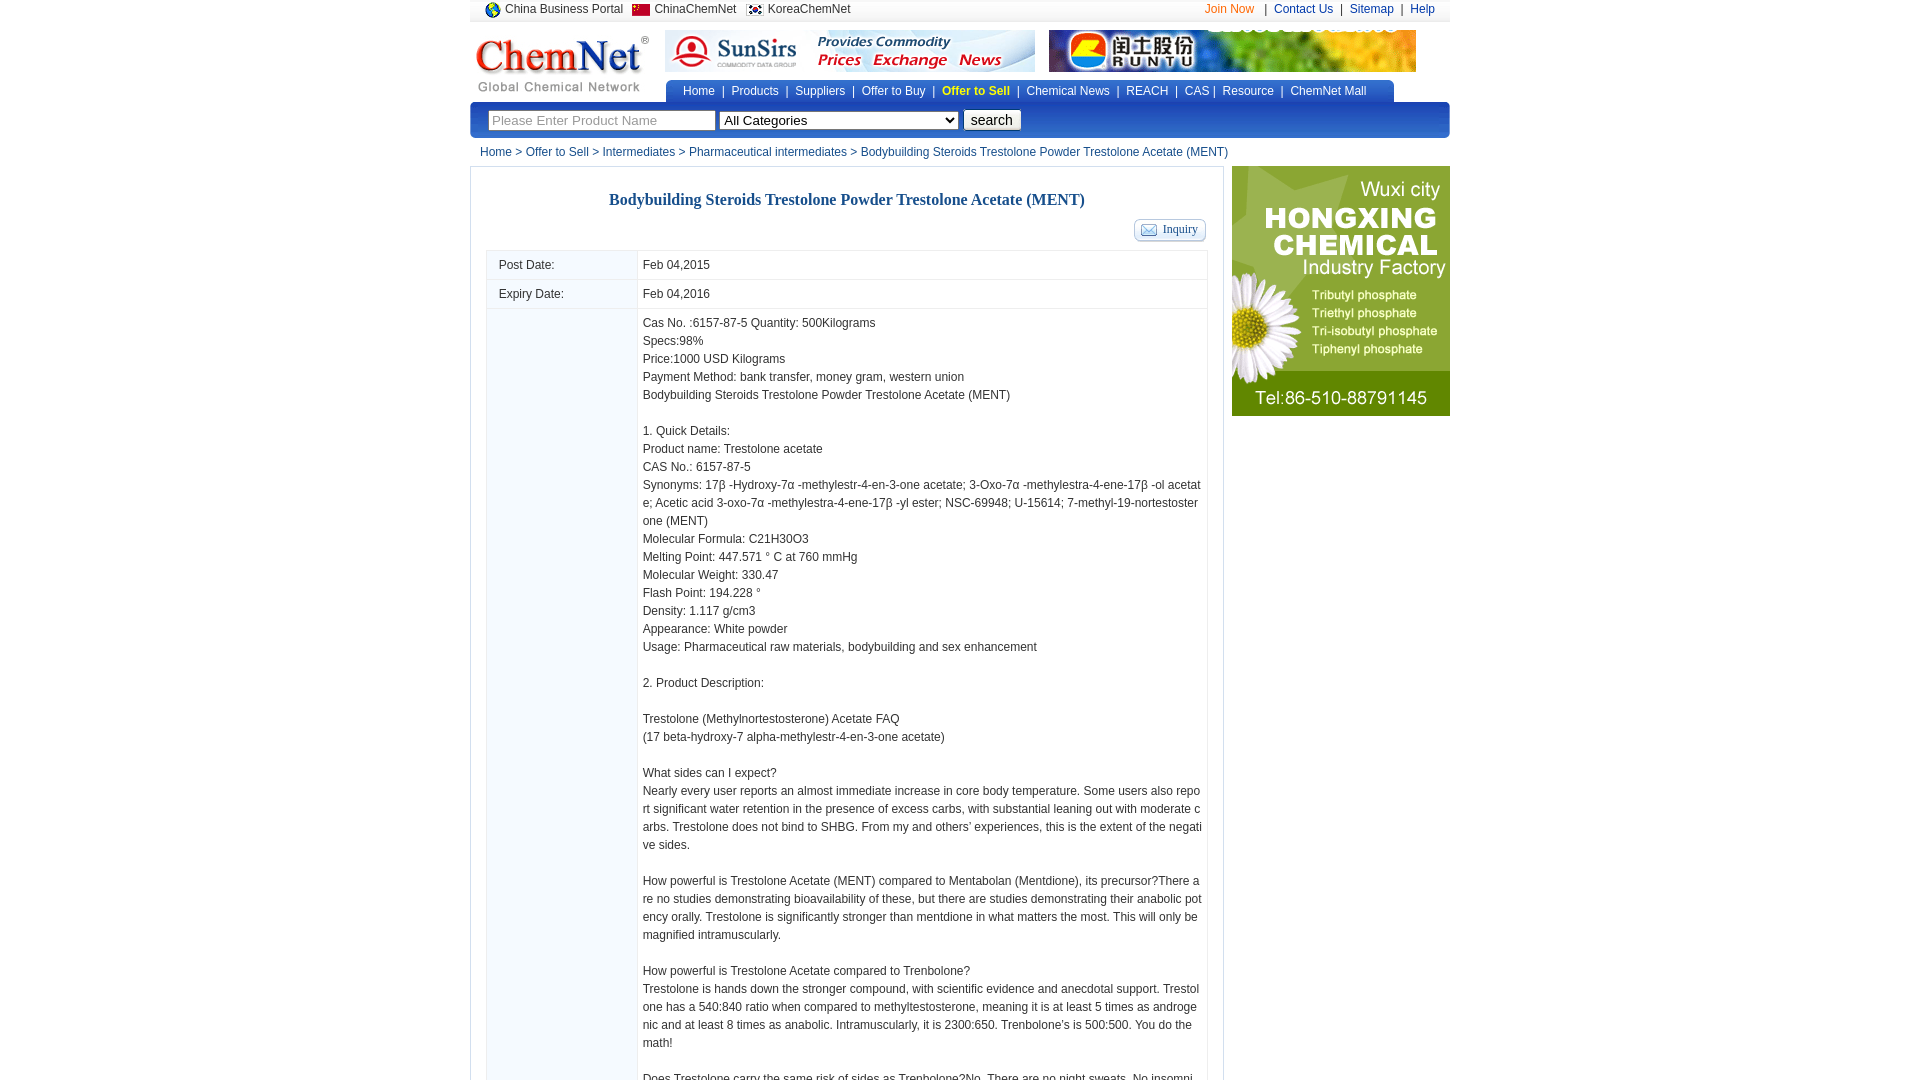 China Business Portal ChinaChemNet KoreaChemNet Join Now | Contact Us | Sitemap | Help
ChemNet®
Global Chemical Network
SunSirs
COMMODITY DATA GROUP
Provides Commodity
Prices Exchange News
闰土股份
RUNTU
Home | Products | Suppliers | Offer to Buy | Offer to Sell | Chemical News | REACH | CAS | Resource | ChemNet Mall
Please Enter Product Name All Categories search
Home > Offer to Sell > Intermediates > Pharmaceutical intermediates > Bodybuilding Steroids Trestolone Powder Trestolone Acetate (MENT)
Bodybuilding Steroids Trestolone Powder Trestolone Acetate (MENT)
Inquiry
Post Date: Feb 04,2015
Expiry Date: Feb 04,2016
Cas No. :6157-87-5 Quantity: 500Kilograms
Specs:98%
Price:1000 USD Kilograms
Payment Method: bank transfer, money gram, western union
Bodybuilding Steroids Trestolone Powder Trestolone Acetate (MENT)
1. Quick Details:
Product name: Trestolone acetate
CAS No.: 6157-87-5
Synonyms: 17β -Hydroxy-7α -methylestr-4-en-3-one acetate; 3-Oxo-7α -methylestra-4-ene-17β -ol acetat
e; Acetic acid 3-oxo-7α -methylestra-4-ene-17β -yl ester; NSC-69948; U-15614; 7-methyl-19-nortestoster
one (MENT)
Molecular Formula: C21H30O3
Melting Point: 447.571 ° C at 760 mmHg
Molecular Weight: 330.47
Flash Point: 194.228 °
Density: 1.117 g/cm3
Appearance: White powder
Usage: Pharmaceutical raw materials, bodybuilding and sex enhancement
2. Product Description:
Trestolone (Methylnortestosterone) Acetate FAQ
(17 beta-hydroxy-7 alpha-methylestr-4-en-3-one acetate)
What sides can I expect?
Nearly every user reports an almost immediate increase in core body temperature. Some users also repo
rt significant water retention in the presence of excess carbs, with substantial leaning out with moderate c
arbs. Trestolone does not bind to SHBG. From my and others’ experiences, this is the extent of the negati
ve sides.
How powerful is Trestolone Acetate (MENT) compared to Mentabolan (Mentdione), its precursor?There a
re no studies demonstrating bioavailability of these, but there are studies demonstrating their anabolic pot
ency orally. Trestolone is significantly stronger than mentdione in what matters the most. This will only be
magnified intramuscularly.
How powerful is Trestolone Acetate compared to Trenbolone?
Trestolone is hands down the stronger compound, with scientific evidence and anecdotal support. Trestol
one has a 540:840 ratio when compared to methyltestosterone, meaning it is at least 5 times as androge
nic and at least 8 times as anabolic. Intramuscularly, it is 2300:650. Trenbolone’s is 500:500. You do the
math!
Does Trestolone carry the same risk of sides as Trenbolone?No. There are no night sweats. No insomni
Wuxi city
HONGXING
CHEMICAL
Industry Factory
Tributyl phosphate
Triethyl phosphate
Tri-isobutyl phosphate
Tiphenyl phosphate
Tel:86-510-88791145